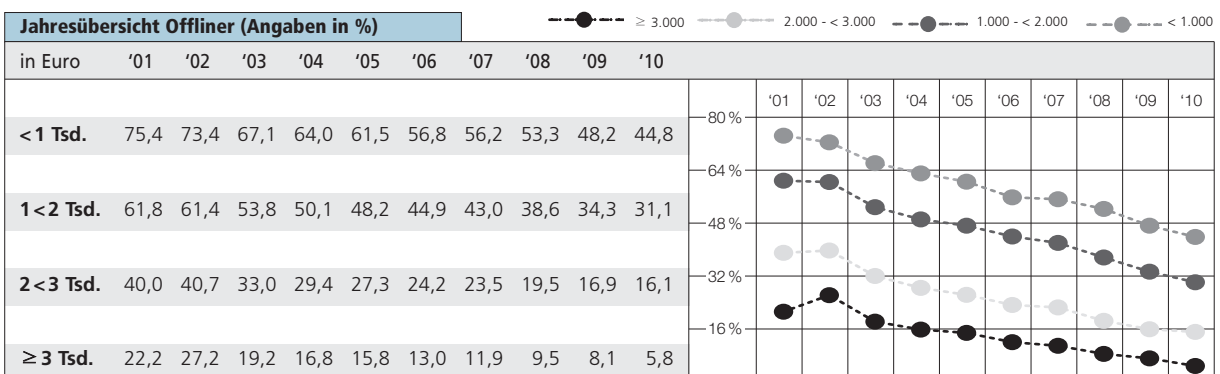 Jahresübersicht Offliner (Angaben in %)
≥ 3.000 2.000 - < 3.000 1.000 - < 2.000 < 1.000
in Euro ‘01 ‘02 ‘03 ‘04 ‘05 ‘06 ‘07 ‘08 ‘09 ‘10
‘01 ‘02 ‘03 ‘04 ‘05 ‘06 ‘07 ‘08 ‘09 ‘10
80 %
<1 Tsd. 75,4 73,4 67,1 64,0 61,5 56,8 56,2 53,3 48,2 44,8
64 %
1<2 Tsd. 61,8 61,4 53,8 50,1 48,2 44,9 43,0 38,6 34,3 31,1
48 %
2<3 Tsd. 40,0 40,7 33,0 29,4 27,3 24,2 23,5 19,5 16,9 16,1
32 %
16 %
≥ 3 Tsd. 22,2 27,2 19,2 16,8 15,8 13,0 11,9 9,5 8,1 5,8